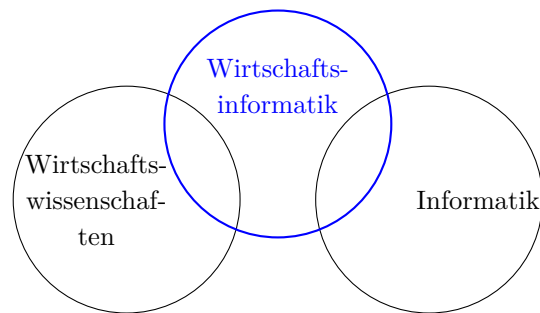 Wirtschafts-
informatik
Wirtschafts-
wissenschaf-
ten
Informatik